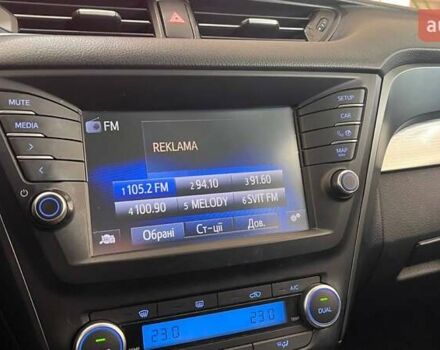 au
MUTE
MEDIA
FM
REKLAMA
1 105.2 FM 2 94.10 3 91.60
4 100.90 5 MELODY 6 SVIT FM
Обрані Ст-ції Дов.
SETUP
CAR
MAP
A/C
DUAL
23.0 23.0